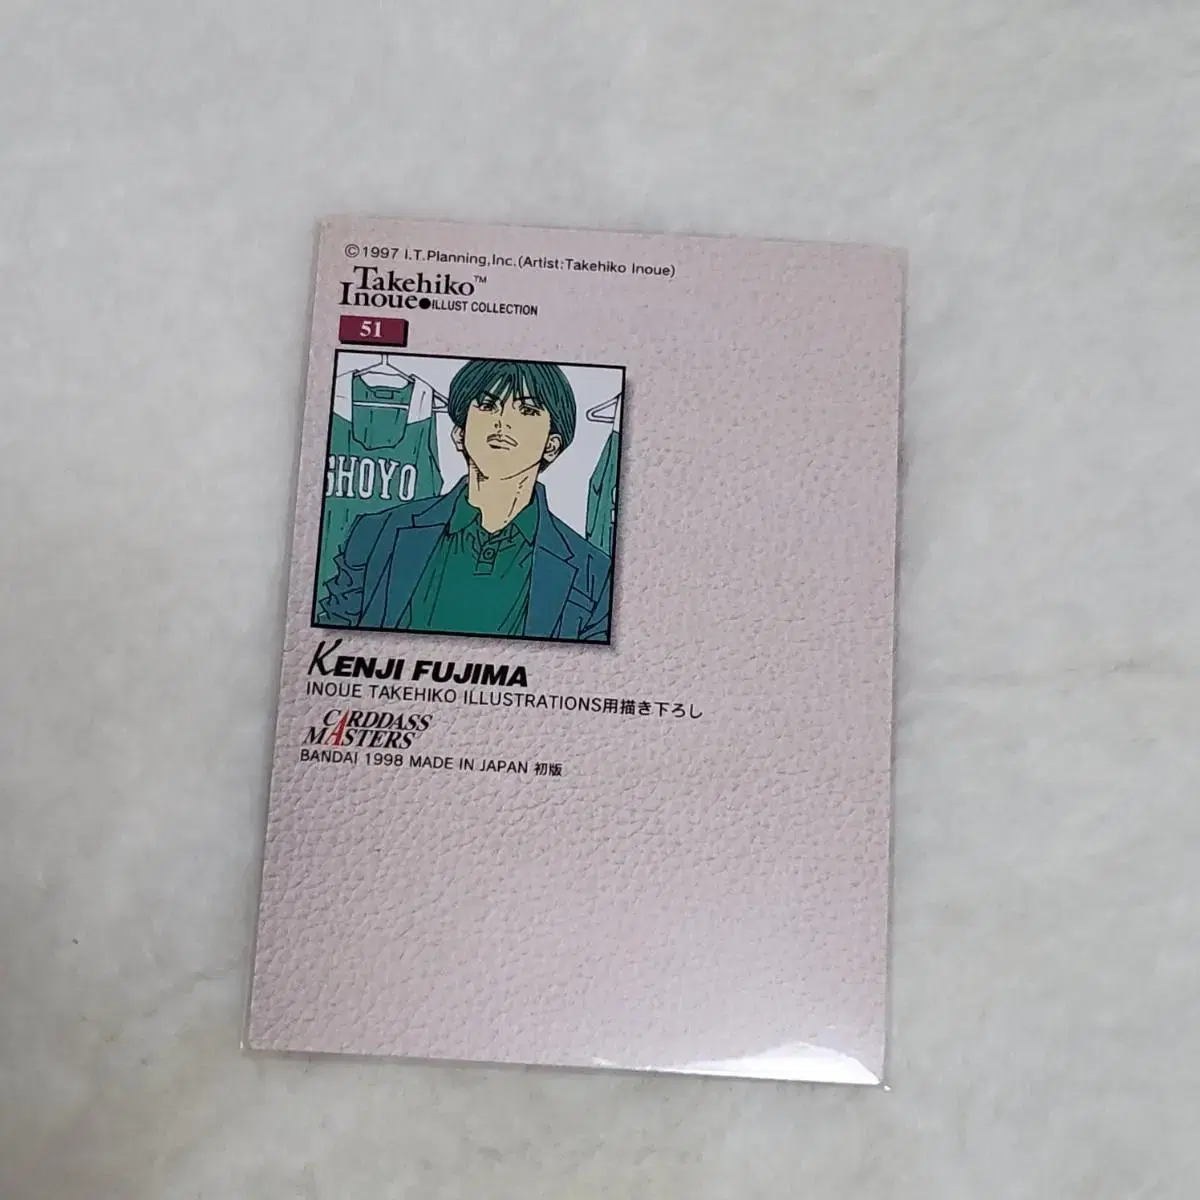 ©1997 I.T.Planning,Inc.(Artist:Takehiko Inoue)
Takehiko™
Inoue●ILLUST COLLECTION
51
SHOYO
KENJI FUJIMA
INOUE TAKEHIKO ILLUSTRATIONS用描き下ろし
CARDDASS
MASTERS
BANDAI 1998 MADE IN JAPAN 初版